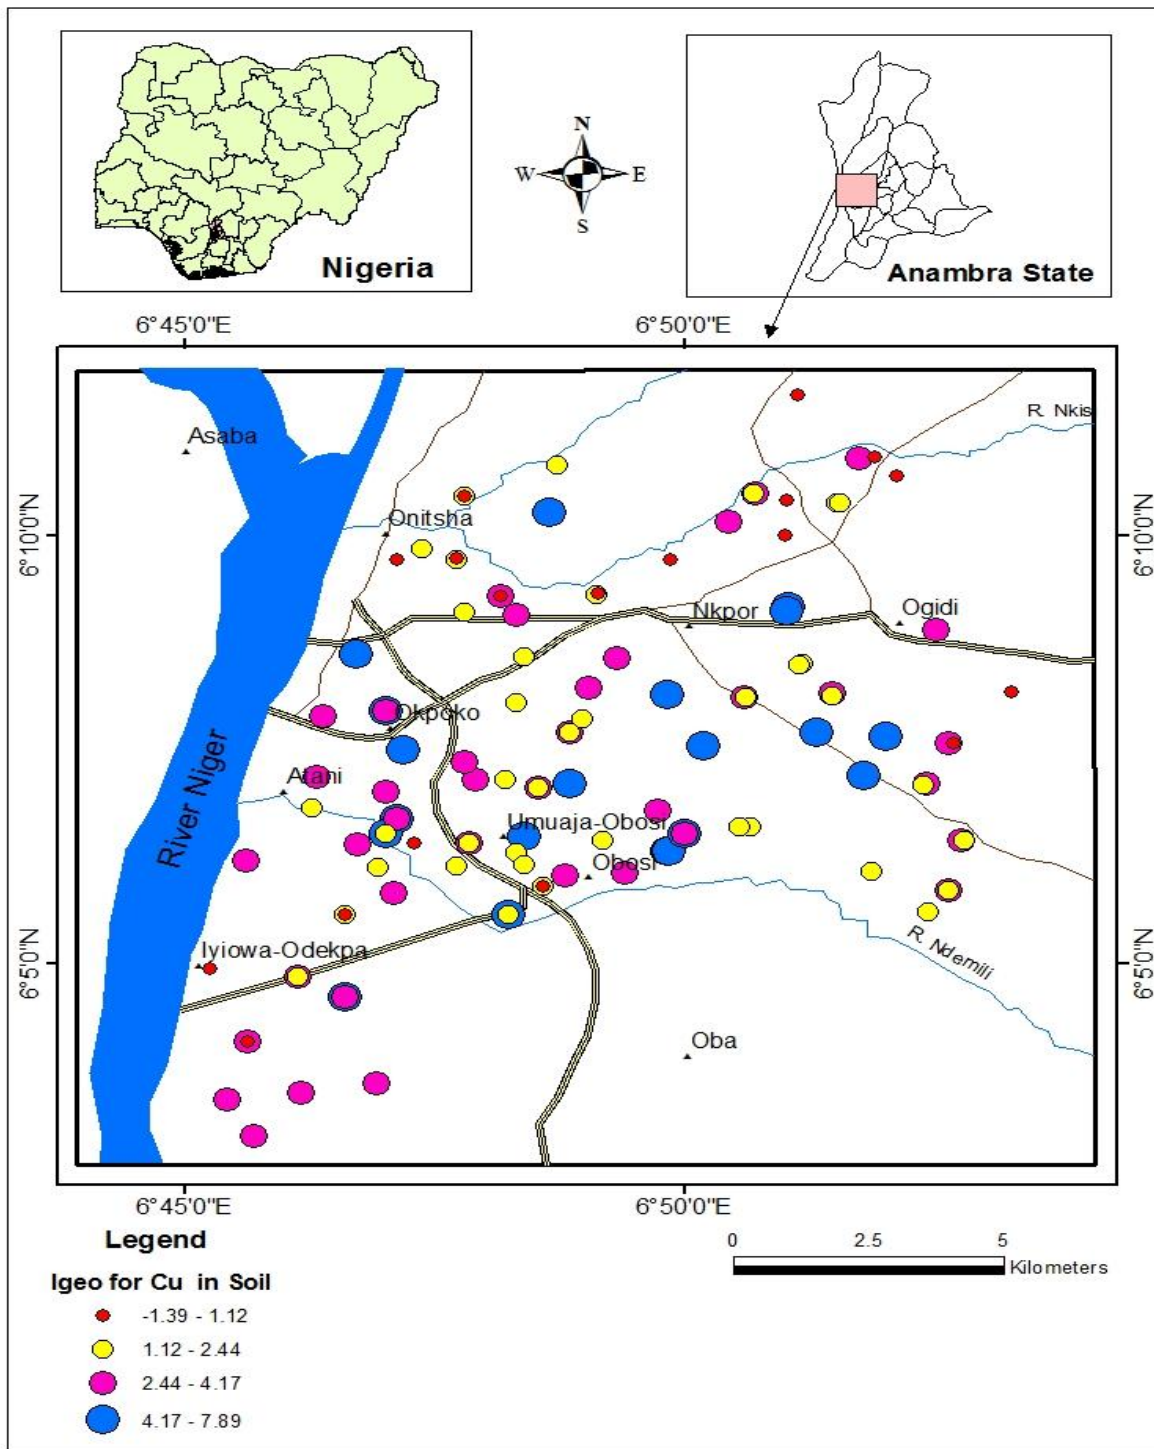 N
W E
S
Nigeria
Anambra State
6°45'0"E 6°50'0"E
R. Nkis
Asaba
Onitsha
6°10'0"N 6°10'0"N
Nkpor Ogidi
Okpoko
River Niger
Atani
Umuaja-Obosi
Obosi
R. Ndemili
Iyiowa-Odekpa
6°5'0"N 6°5'0"N
Oba
6°45'0"E 6°50'0"E
Legend
0 2.5 5
Kilometers
Igeo for Cu in Soil
-1.39 - 1.12
1.12 - 2.44
2.44 - 4.17
4.17 - 7.89